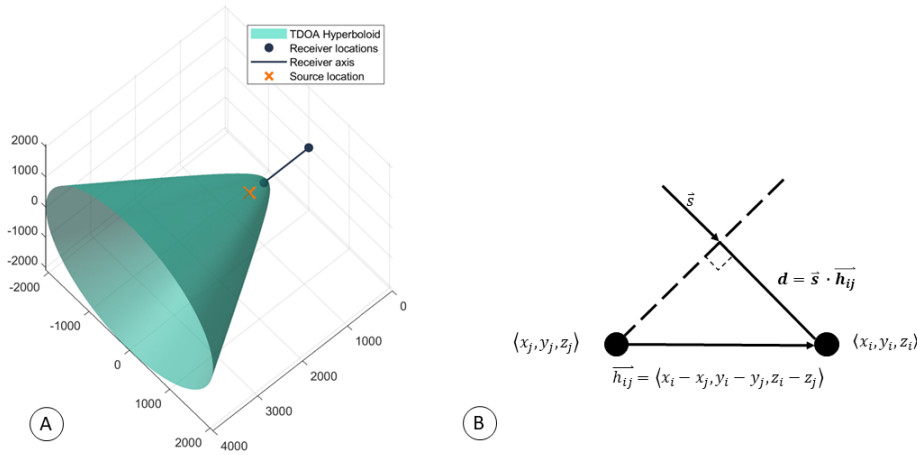 TDOA Hyperboloid
Receiver locations
Receiver axis
Source location
2000
1000
0
-1000
-2000
-2000
-1000
0
1000
2000
0
1000
2000
3000
4000
A
s⃗
d = s⃗ · h⃗ᵢⱼ
⟨xⱼ, yⱼ, zⱼ⟩
⟨xᵢ, yᵢ, zᵢ⟩
h⃗ᵢⱼ = ⟨xᵢ − xⱼ, yᵢ − yⱼ, zᵢ − zⱼ⟩
B